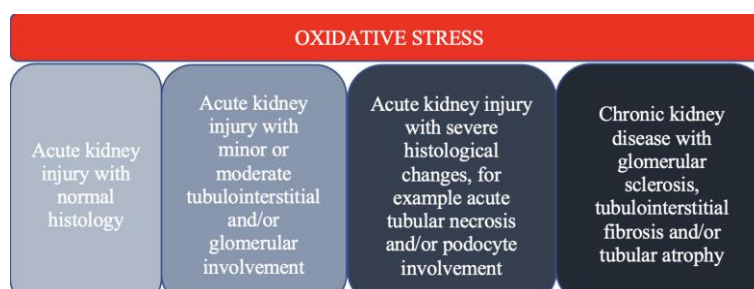 OXIDATIVE STRESS
Acute kidney
injury with
normal
histology
Acute kidney
injury with
minor or
moderate
tubulointerstitial
and/or
glomerular
involvement
Acute kidney injury
with severe
histological
changes, for
example acute
tubular necrosis
and/or podocyte
involvement
Chronic kidney
disease with
glomerular
sclerosis,
tubulointerstitial
fibrosis and/or
tubular atrophy